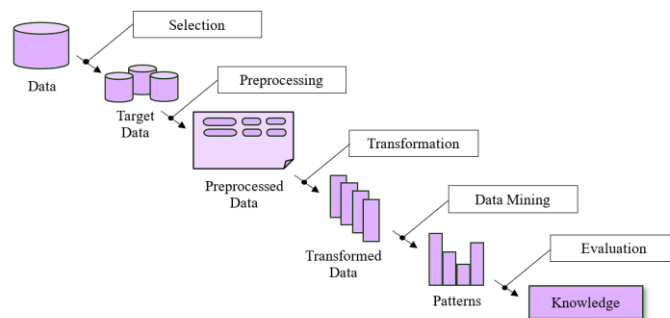 Selection
Data
Preprocessing
Target
Data
Transformation
Preprocessed
Data
Data Mining
Transformed
Data
Evaluation
Patterns
Knowledge